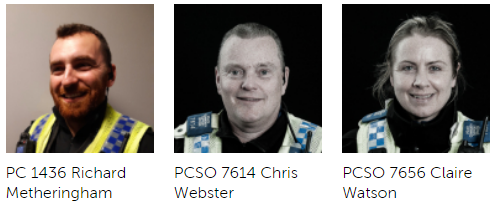 PC 1436 Richard
Metheringham
PCSO 7614 Chris
Webster
PCSO 7656 Claire
Watson